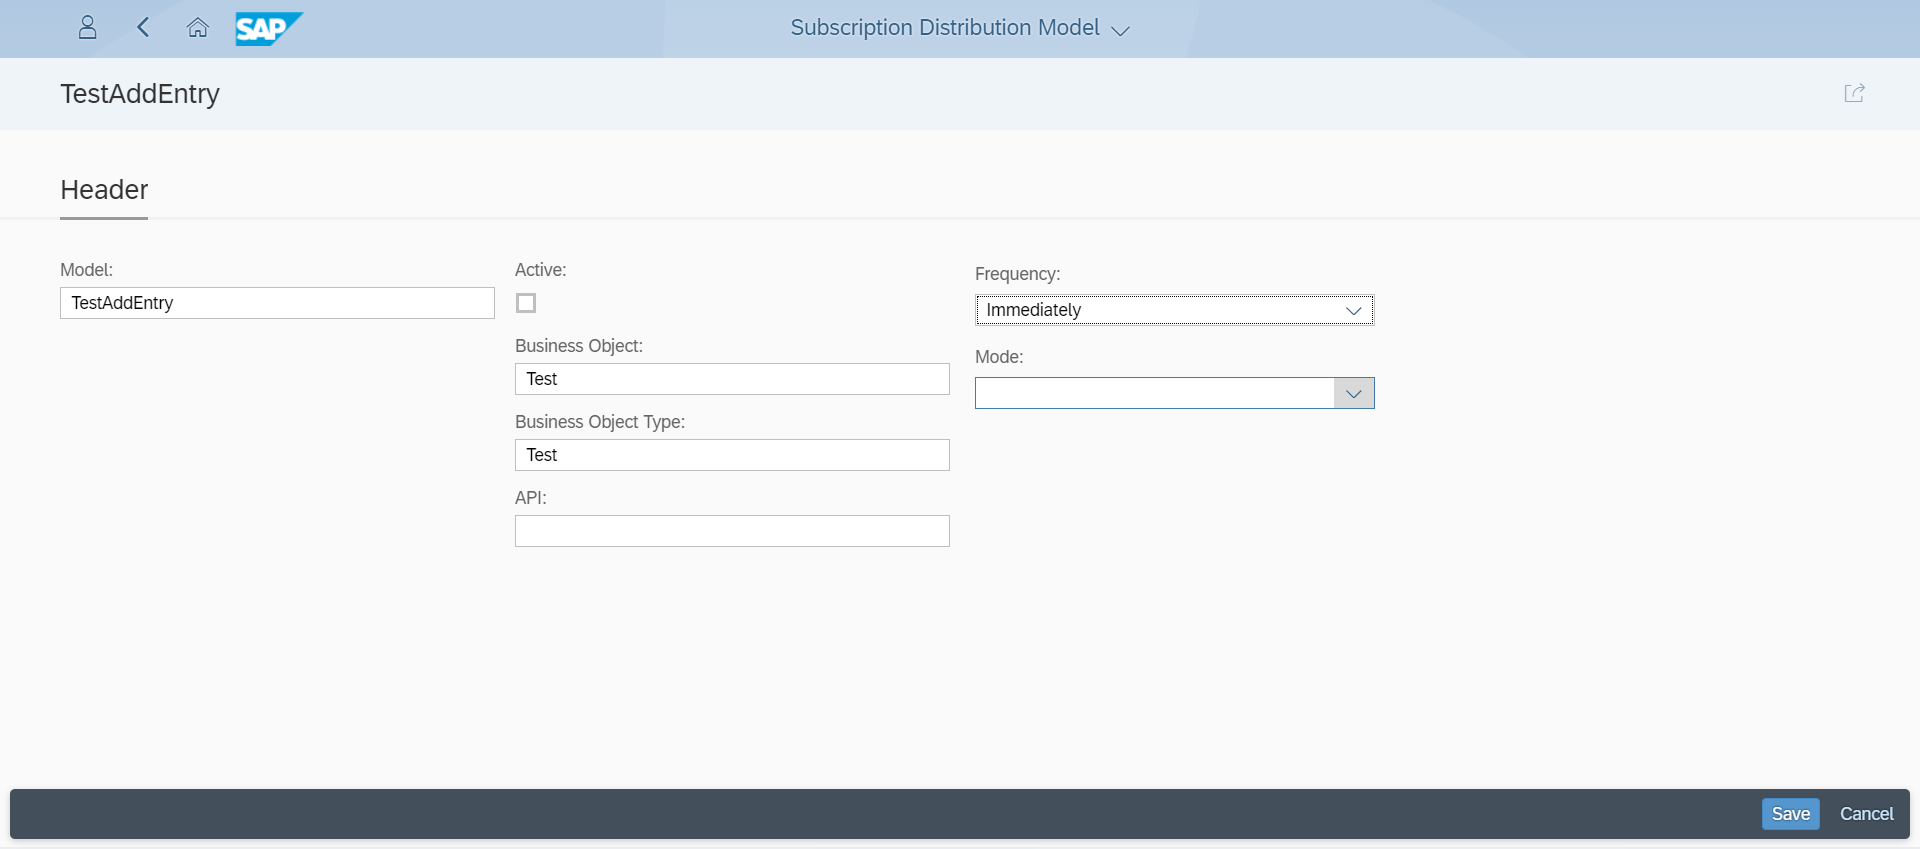 SAP
Subscription Distribution Model
TestAddEntry
Header
Model:
TestAddEntry
Active:
Business Object:
Test
Business Object Type:
Test
API:
Frequency:
Immediately
Mode:
Save
Cancel